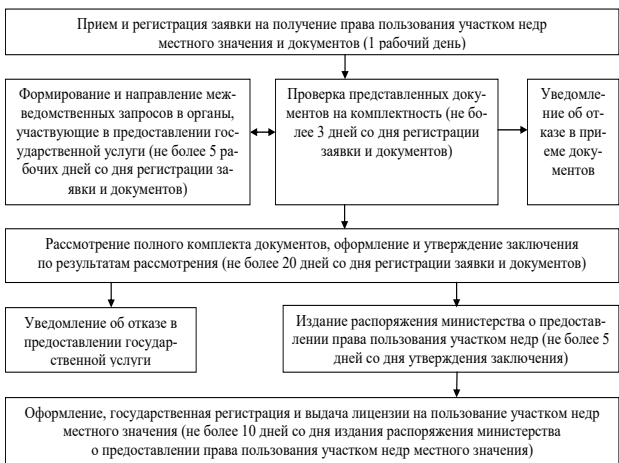 Прием и регистрация заявки на получение права пользования участком недр
местного значения и документов (1 рабочий день)
Формирование и направление меж-
ведомственных запросов в органы,
участвующие в предоставлении гос-
ударственной услуги (не более 5 ра-
бочих дней со дня регистрации за-
явки и документов)
Проверка представленных доку-
ментов на комплектность (не бо-
лее 3 дней со дня регистрации
заявки и документов)
Уведомле-
ние об от-
казе в при-
еме доку-
ментов
Рассмотрение полного комплекта документов, оформление и утверждение заключения
по результатам рассмотрения (не более 20 дней со дня регистрации заявки и документов)
Уведомление об отказе в
предоставлении государ-
ственной услуги
Издание распоряжения министерства о предостав-
лении права пользования участком недр (не более 5
дней со дня утверждения заключения)
Оформление, государственная регистрация и выдача лицензии на пользование участком недр
местного значения (не более 10 дней со дня издания распоряжения министерства
о предоставлении права пользования участком недр местного значения)